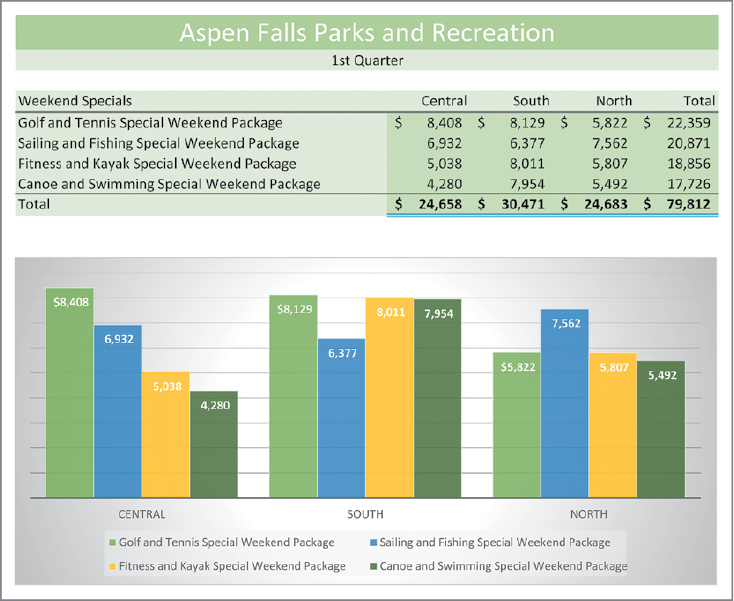 Aspen Falls Parks and Recreation
1st Quarter
Weekend Specials Central South North Total
Golf and Tennis Special Weekend Package $ 8,408 $ 8,129 $ 5,822 $ 22,359
Sailing and Fishing Special Weekend Package 6,932 6,377 7,562 20,871
Fitness and Kayak Special Weekend Package 5,038 8,011 5,807 18,856
Canoe and Swimming Special Weekend Package 4,280 7,954 5,492 17,726
Total $ 24,658 $ 30,471 $ 24,683 $ 79,812
$8,408 6,932 5,038 4,280 $8,129 6,377 8,011 7,954 $5,822 7,562 5,807 5,492
CENTRAL SOUTH NORTH
Golf and Tennis Special Weekend Package Sailing and Fishing Special Weekend Package
Fitness and Kayak Special Weekend Package Canoe and Swimming Special Weekend Package